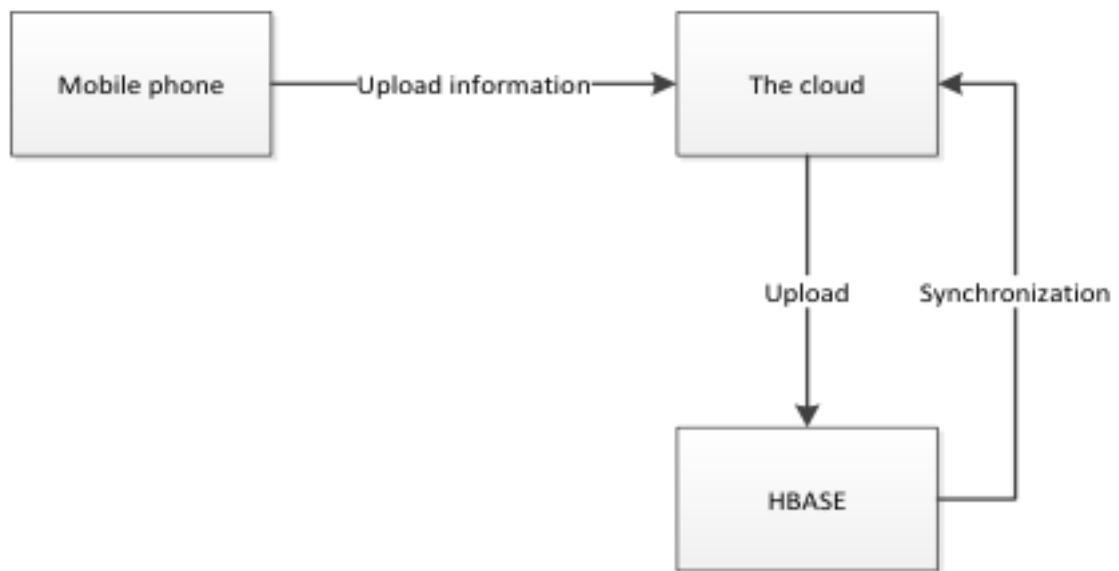 Mobile phone
Upload information
The cloud
Upload
Synchronization
HBASE